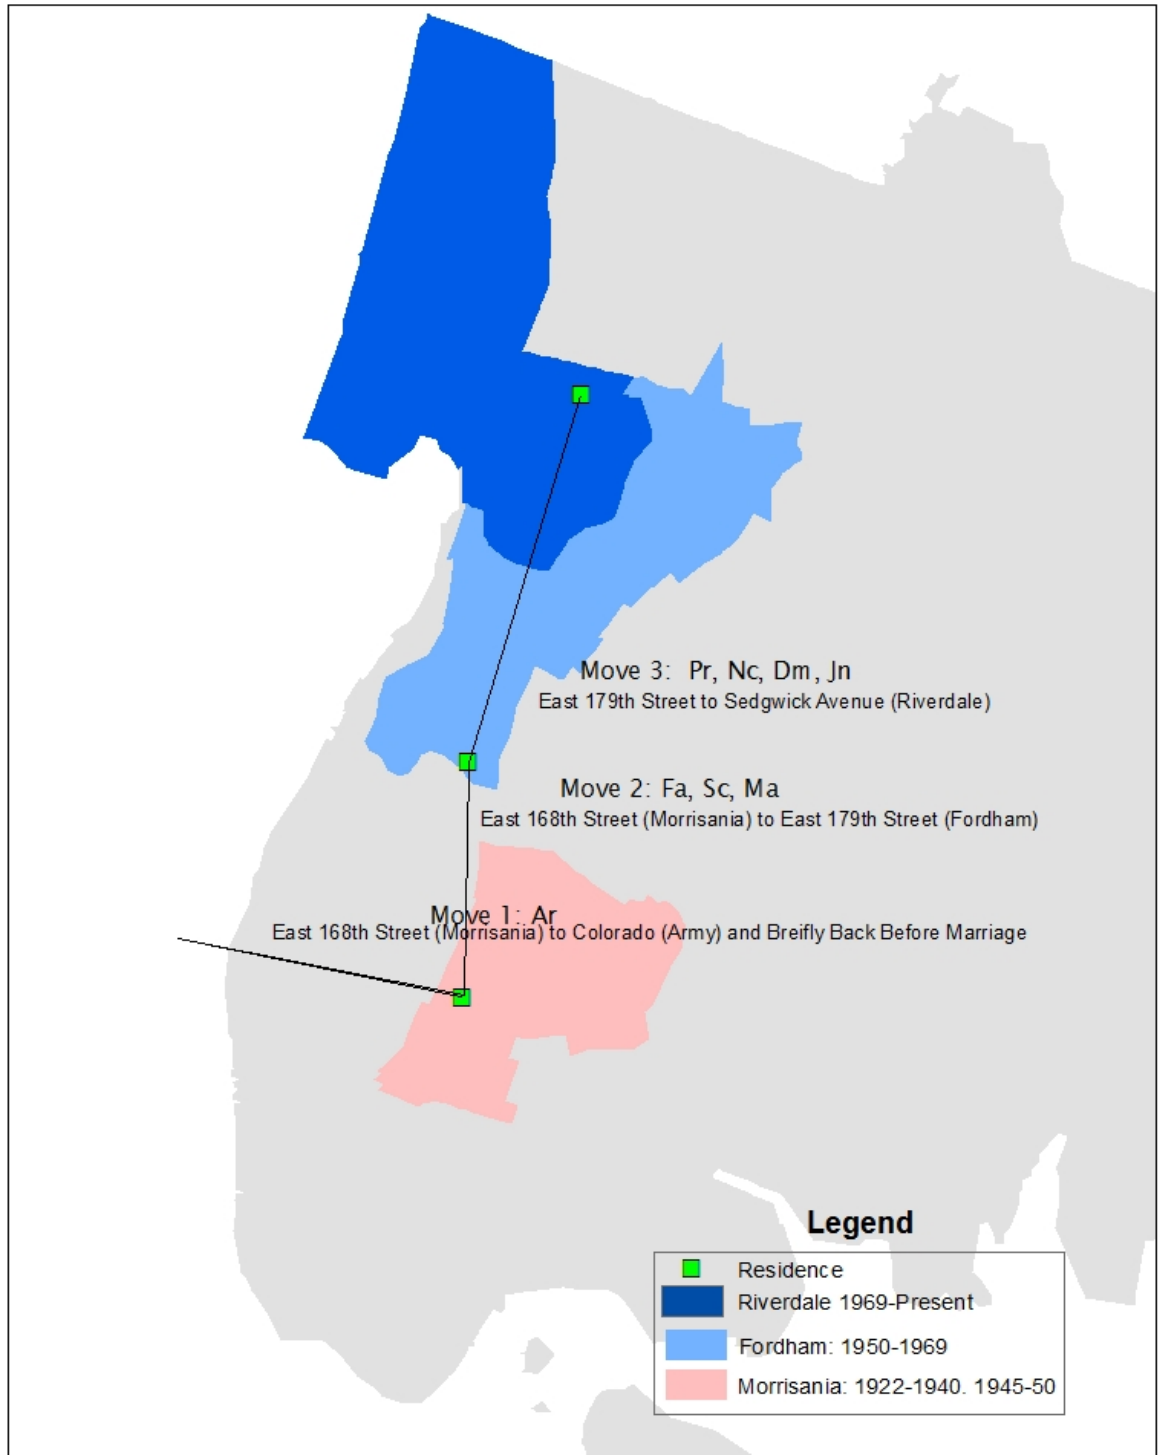 Move 3: Pr, Nc, Dm, Jn
East 179th Street to Sedgwick Avenue (Riverdale)
Move 2: Fa, Sc, Ma
East 168th Street (Morrisania) to East 179th Street (Fordham)
Move 1: Ar
East 168th Street (Morrisania) to Colorado (Army) and Breifly Back Before Marriage
Legend
Residence
Riverdale 1969-Present
Fordham: 1950-1969
Morrisania: 1922-1940. 1945-50